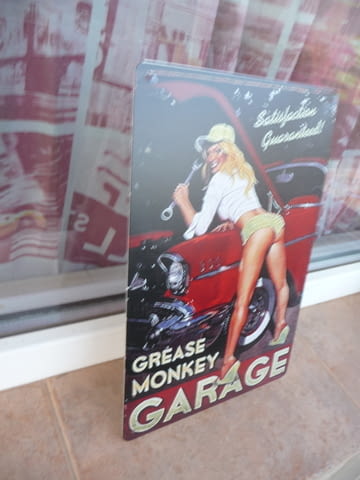 Satisfaction
Guaranteed!
GREASE
MONKEY
GARAGE